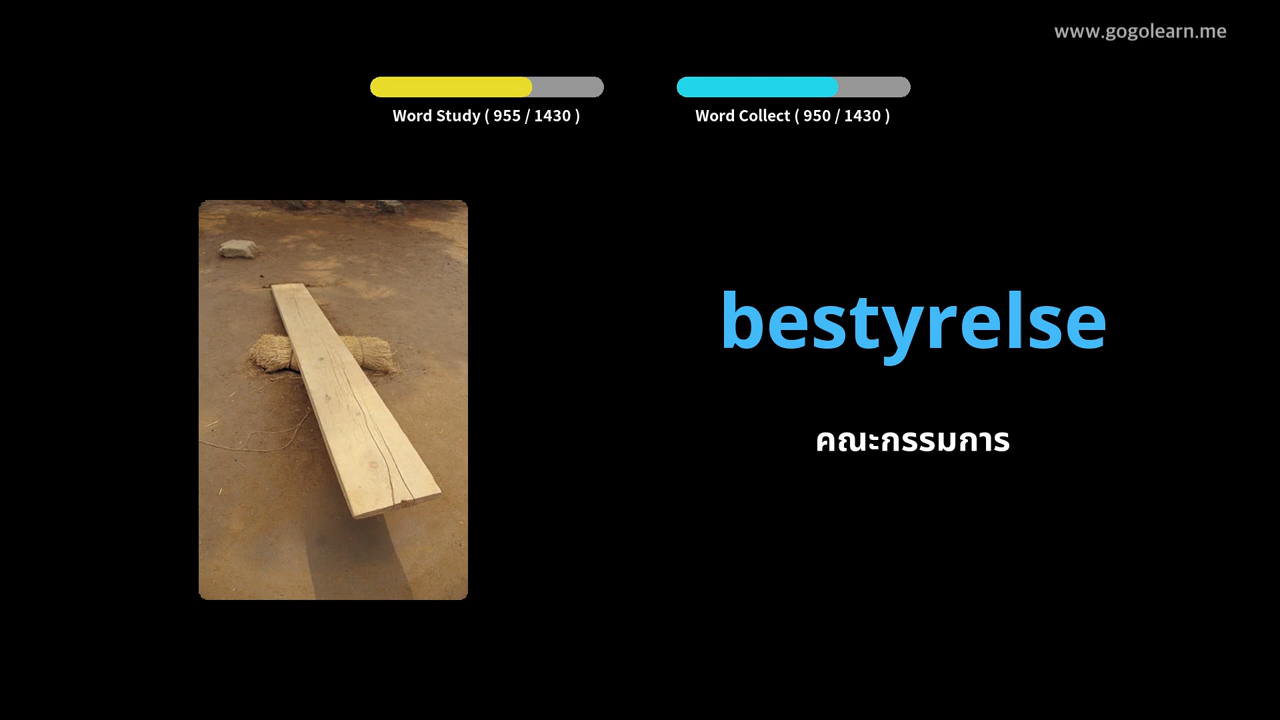 www.gogolearn.me
Word Study ( 955 / 1430 )
Word Collect ( 950 / 1430 )
bestyrelse
คณะกรรมการ